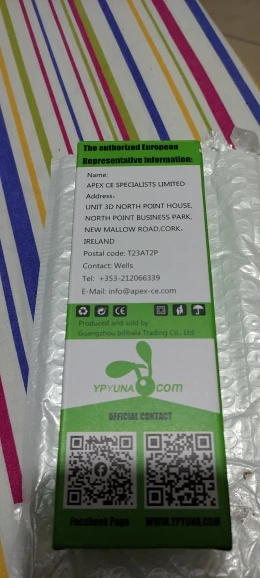 The authorized European
Representative information:
Name:
APEX CE SPECIALISTS LIMITED
Address:
UNIT 3D NORTH POINT HOUSE,
NORTH POINT BUSINESS PARK,
NEW MALLOW ROAD,CORK,
IRELAND
Postal code: T23AT2P
Contact: Wells
Tel: +353-212066339
E-Mail: info@apex-ce.com
CE
Produced and sold by
Guangzhou bilibala Trading Co., Ltd
YPYUNA.com
OFFICIAL CONTACT
Facebook Page
WWW.YPYUNA.COM